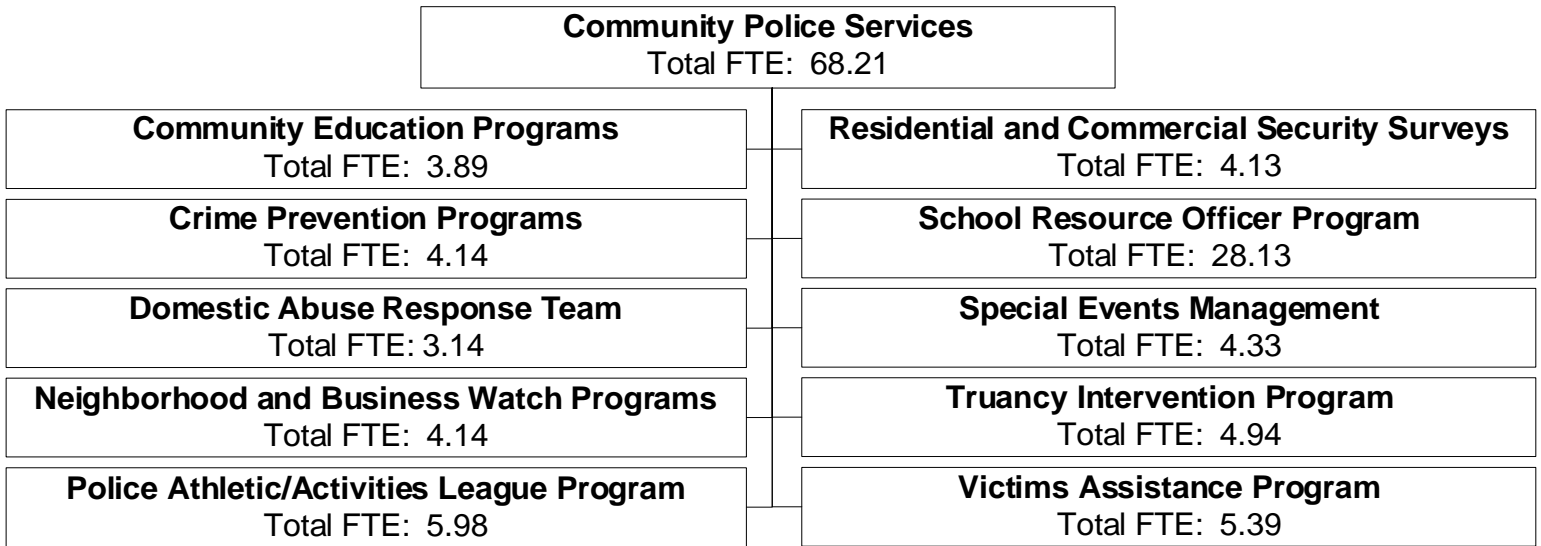 Community Police Services
Total FTE: 68.21
Community Education Programs
Total FTE: 3.89
Crime Prevention Programs
Total FTE: 4.14
Domestic Abuse Response Team
Total FTE: 3.14
Neighborhood and Business Watch Programs
Total FTE: 4.14
Police Athletic/Activities League Program
Total FTE: 5.98
Residential and Commercial Security Surveys
Total FTE: 4.13
School Resource Officer Program
Total FTE: 28.13
Special Events Management
Total FTE: 4.33
Truancy Intervention Program
Total FTE: 4.94
Victims Assistance Program
Total FTE: 5.39